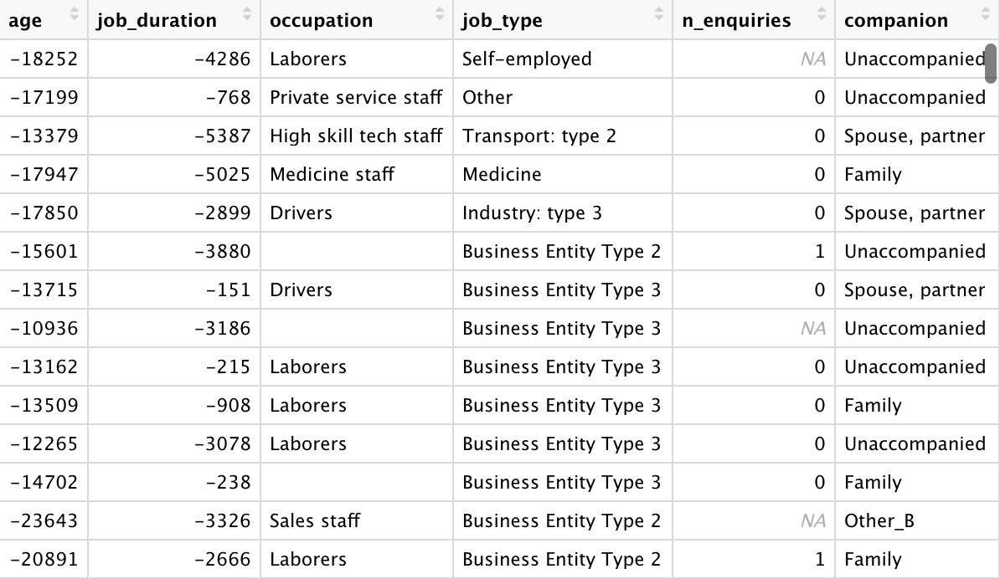 age job_duration occupation job_type n_enquiries companion
-18252 -4286 Laborers Self-employed NA Unaccompanied
-17199 -768 Private service staff Other 0 Unaccompanied
-13379 -5387 High skill tech staff Transport: type 2 0 Spouse, partner
-17947 -5025 Medicine staff Medicine 0 Family
-17850 -2899 Drivers Industry: type 3 0 Spouse, partner
-15601 -3880 Business Entity Type 2 1 Unaccompanied
-13715 -151 Drivers Business Entity Type 3 0 Spouse, partner
-10936 -3186 Business Entity Type 3 NA Unaccompanied
-13162 -215 Laborers Business Entity Type 3 0 Unaccompanied
-13509 -908 Laborers Business Entity Type 3 0 Family
-12265 -3078 Laborers Business Entity Type 3 0 Unaccompanied
-14702 -238 Business Entity Type 3 0 Family
-23643 -3326 Sales staff Business Entity Type 2 NA Other_B
-20891 -2666 Laborers Business Entity Type 2 1 Family